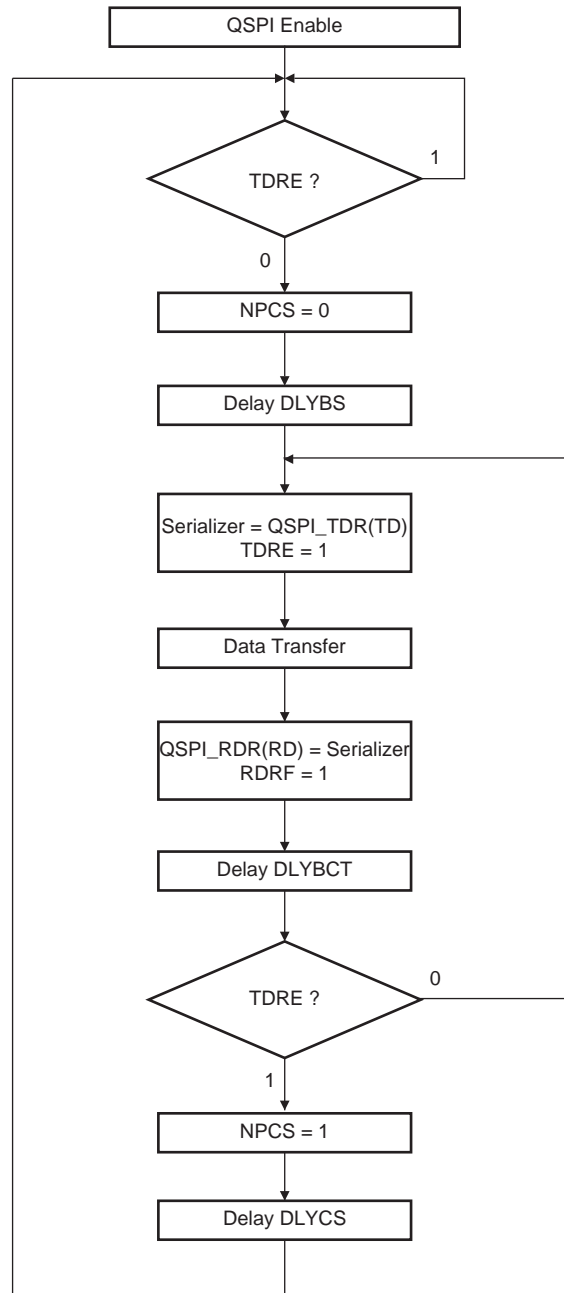 QSPI Enable
TDRE ?
1
0
NPCS = 0
Delay DLYBS
Serializer = QSPI_TDR(TD)
TDRE = 1
Data Transfer
QSPI_RDR(RD) = Serializer
RDRF = 1
Delay DLYBCT
TDRE ?
0
1
NPCS = 1
Delay DLYCS